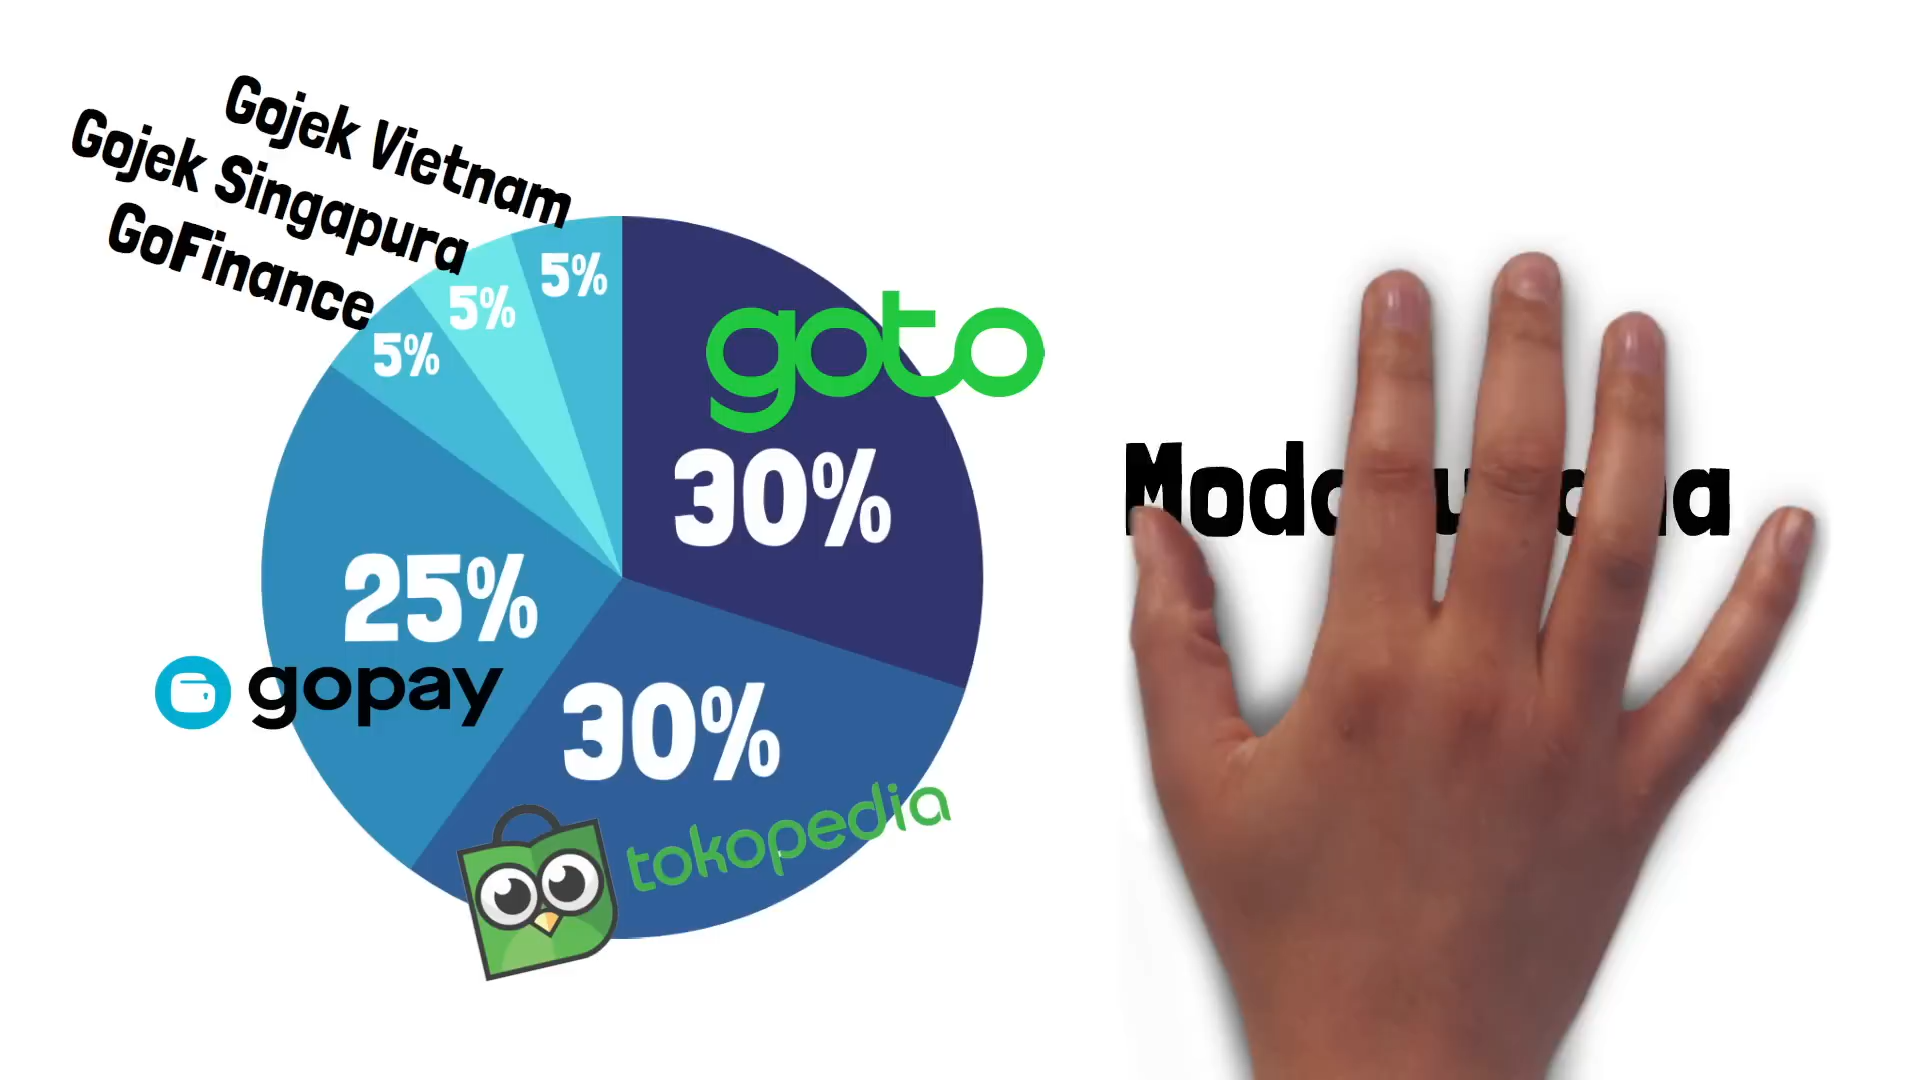 Gojek Vietnam
Gojek Singapura
GoFinance
5%
5%
5%
goto
30%
25%
gopay
30%
tokopedia